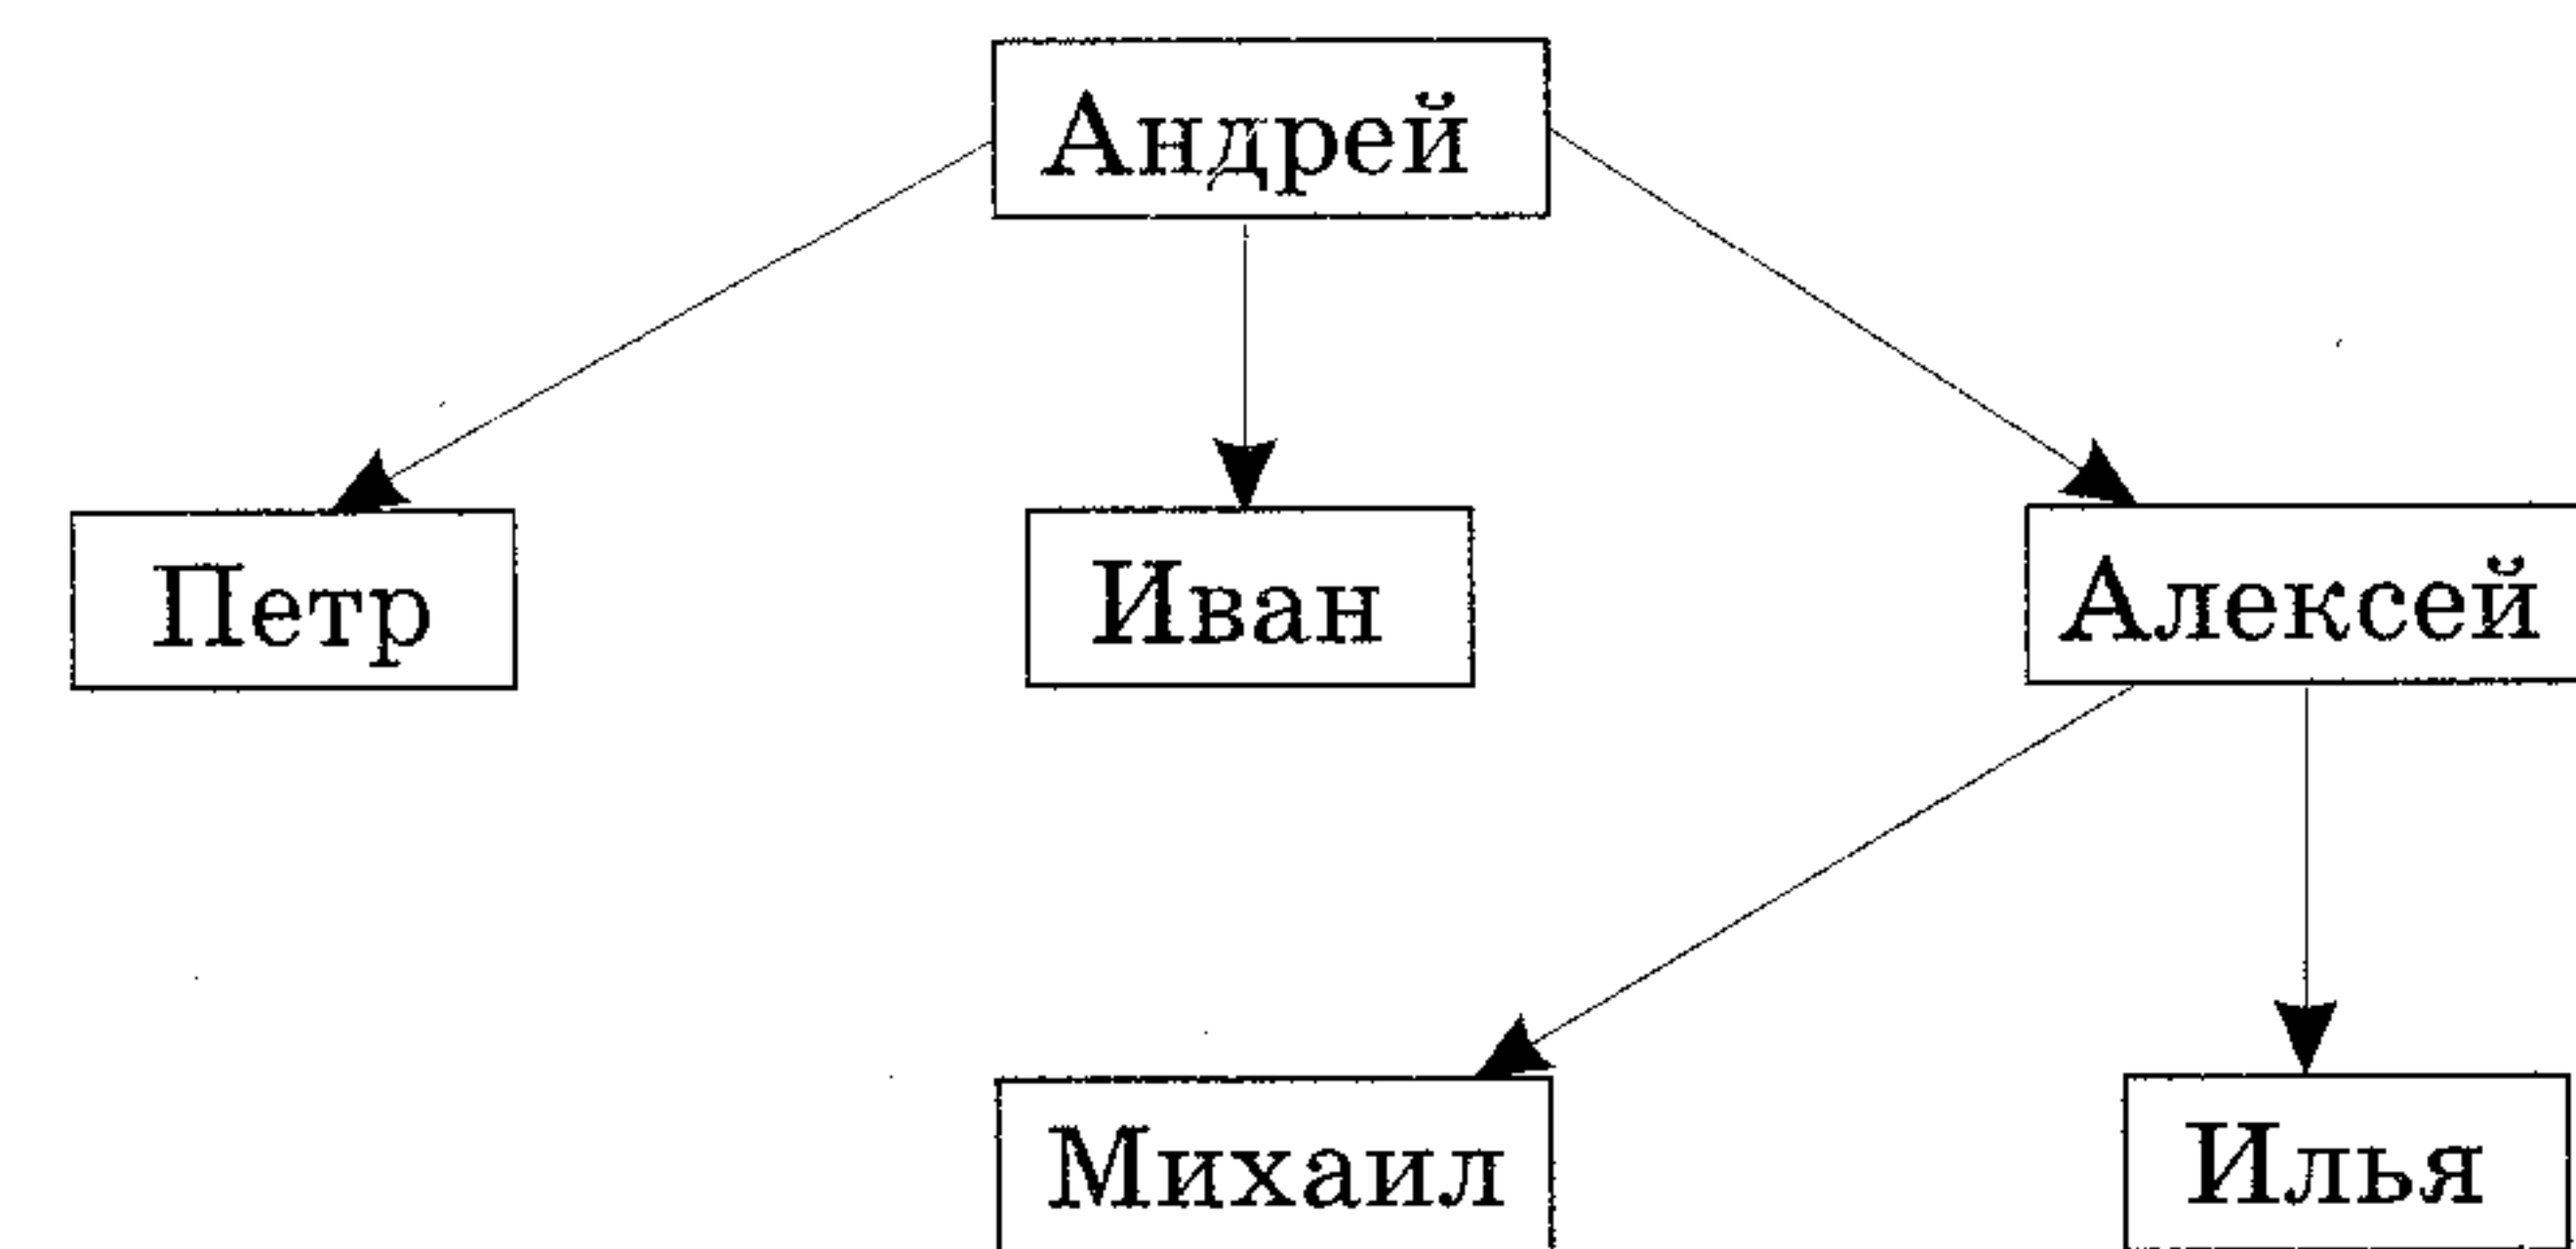 Андрей
Петр
Иван
Алексей
Михаил
Илья